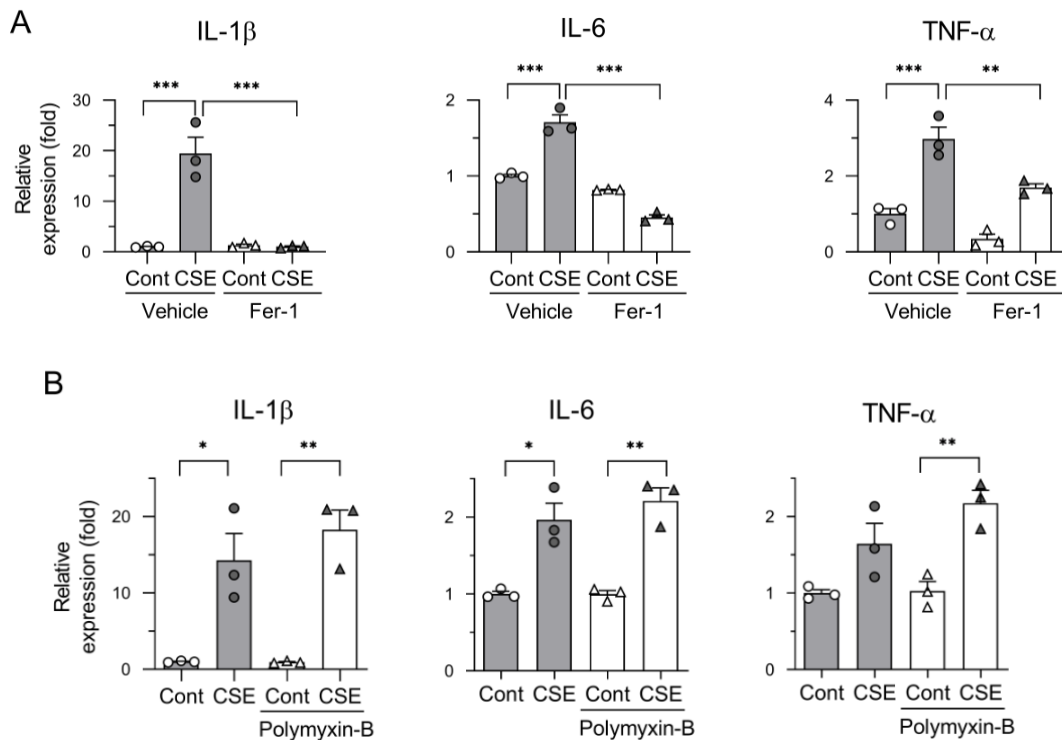 A
IL-1β IL-6 TNF-α
*** *** *** *** *** **
Relative expression (fold)
30 2 4
20
1 2
10
0 0 0
Cont CSE Cont CSE Cont CSE Cont CSE Cont CSE Cont CSE
Vehicle Fer-1 Vehicle Fer-1 Vehicle Fer-1
B
IL-1β IL-6 TNF-α
* ** * ** **
Relative expression (fold)
20 2 2
10 1 1
0 0 0
Cont CSE Cont CSE Cont CSE Cont CSE Cont CSE Cont CSE
Polymyxin-B Polymyxin-B Polymyxin-B